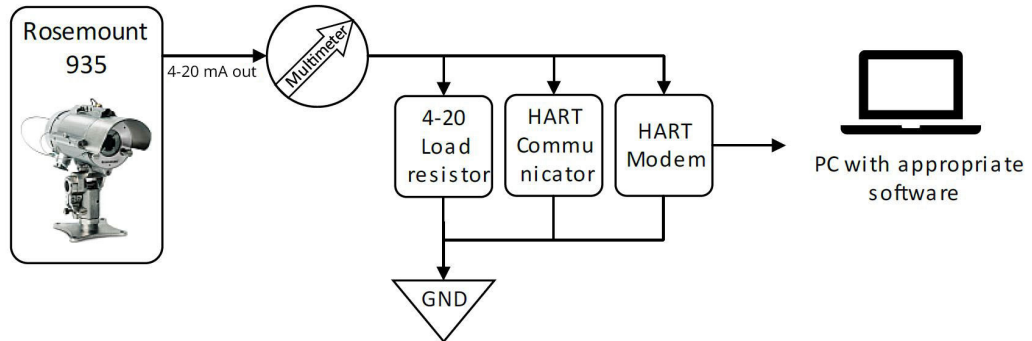 Rosemount
935
4-20 mA out
Multimeter
4-20
Load
resistor
HART
Commu
nicator
HART
Modem
PC with appropriate
software
GND